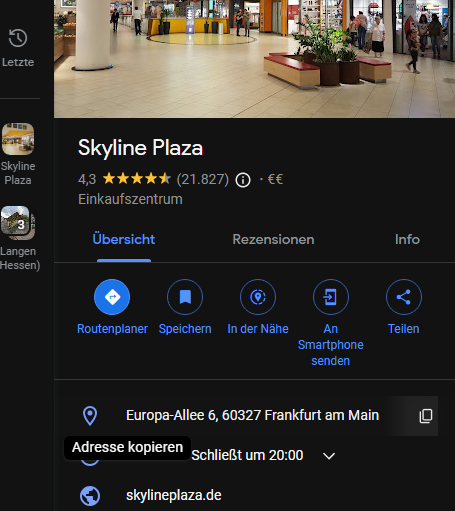 Letzte
Skyline
Plaza
3
Langen
Hessen)
Skyline Plaza
4,3 (21.827) · €€
Einkaufszentrum
Übersicht Rezensionen Info
Routenplaner Speichern In der Nähe An Smartphone senden Teilen
Europa-Allee 6, 60327 Frankfurt am Main
Adresse kopieren
Schließt um 20:00
skylineplaza.de